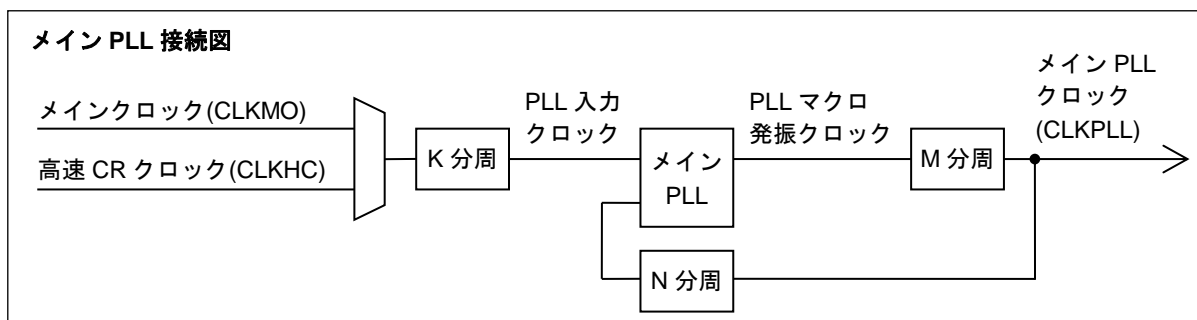 メイン PLL 接続図
メインクロック(CLKMO)
高速 CR クロック(CLKHC)
K 分周
PLL 入力
クロック
メイン
PLL
PLL マクロ
発振クロック
M 分周
メイン PLL
クロック
(CLKPLL)
N 分周